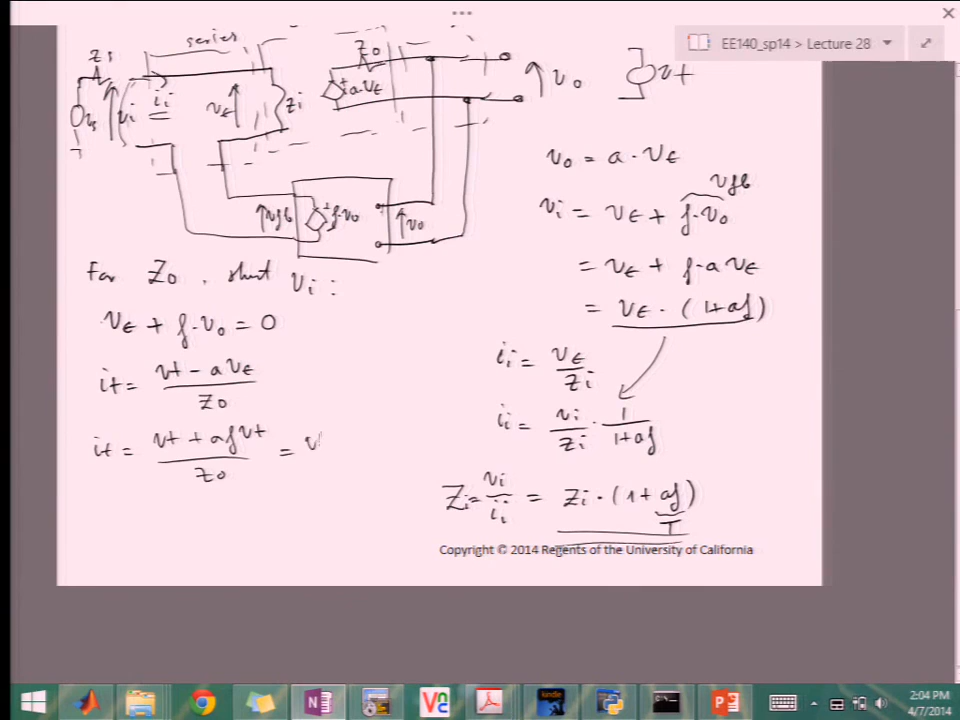 EE140_sp14 > Lecture 28
series
Zs
vs
vi
ii
vε
zi
zo
a·vε
vo
vt
vfb
f·vo
vo
vo = a · vε
vfb
vi = vε + f·vo
= vε + f·a vε
= vε · (1+af)
For Zo, short vi :
vε + f·vo = 0
it = vt - a vε / zo
it = vt + af vt / zo = v
ii = vε / zi
ii = vi / zi · 1 / 1+af
Zi = vi / ii = zi · (1 + af)
T
Copyright © 2014 Regents of the University of California
2:04 PM
4/7/2014